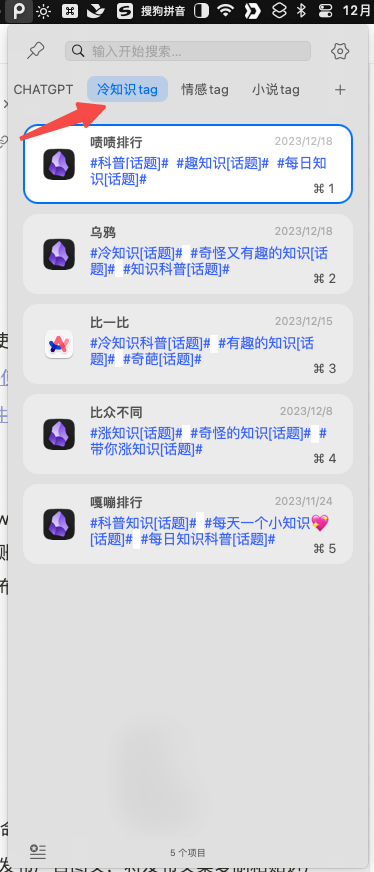 搜狗拼音
12月
输入开始搜索...
CHATGPT 冷知识tag 情感tag 小说tag
啧啧排行 2023/12/18
#科普[话题]# #趣知识[话题]# #每日知
识[话题]#
⌘ 1
乌鸦 2023/12/18
#冷知识[话题]# #奇怪又有趣的知识[话
题]# #知识科普[话题]#
⌘ 2
比一比 2023/12/15
#冷知识科普[话题]# #有趣的知识[话
题]# #奇葩[话题]#
⌘ 3
比众不同 2023/12/8
#涨知识[话题]# #奇怪的知识[话题]# #
带你涨知识[话题]#
⌘ 4
嘎嘣排行 2023/11/24
#科普知识[话题]# #每天一个小知识💖
[话题]# #每日知识科普[话题]#
⌘ 5
5 个项目